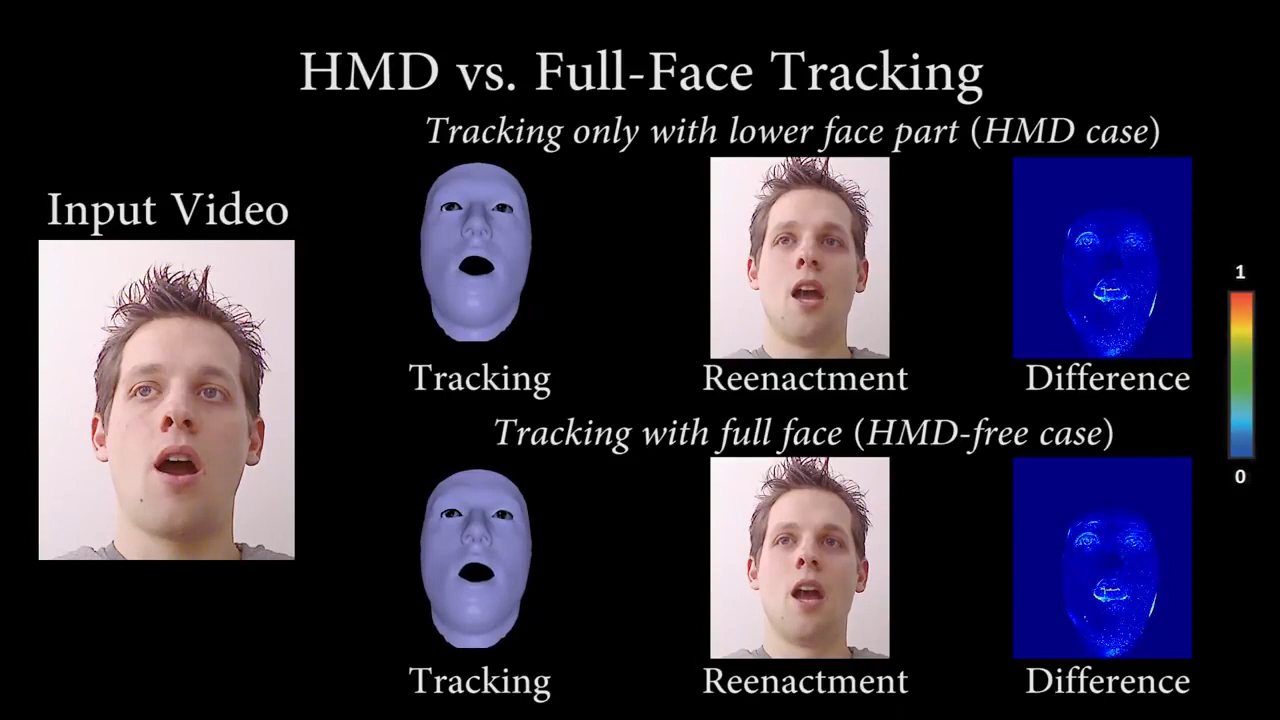 HMD vs. Full-Face Tracking
Tracking only with lower face part (HMD case)
Input Video
Tracking
Reenactment
Difference
1
0
Tracking with full face (HMD-free case)
Tracking
Reenactment
Difference